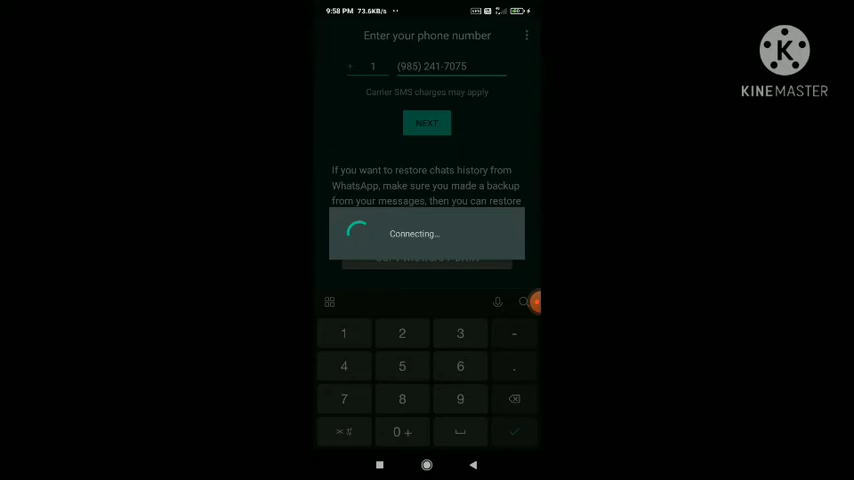 9:58 PM 73.6KB/s
Enter your phone number
+ 1 (985) 241-7075
Carrier SMS charges may apply
NEXT
If you want to restore chats history from
WhatsApp, make sure you made a backup
from your messages, then you can restore
Connecting...
1 2 3 -
4 5 6 .
7 8 9
*# 0 +
KINEMASTER